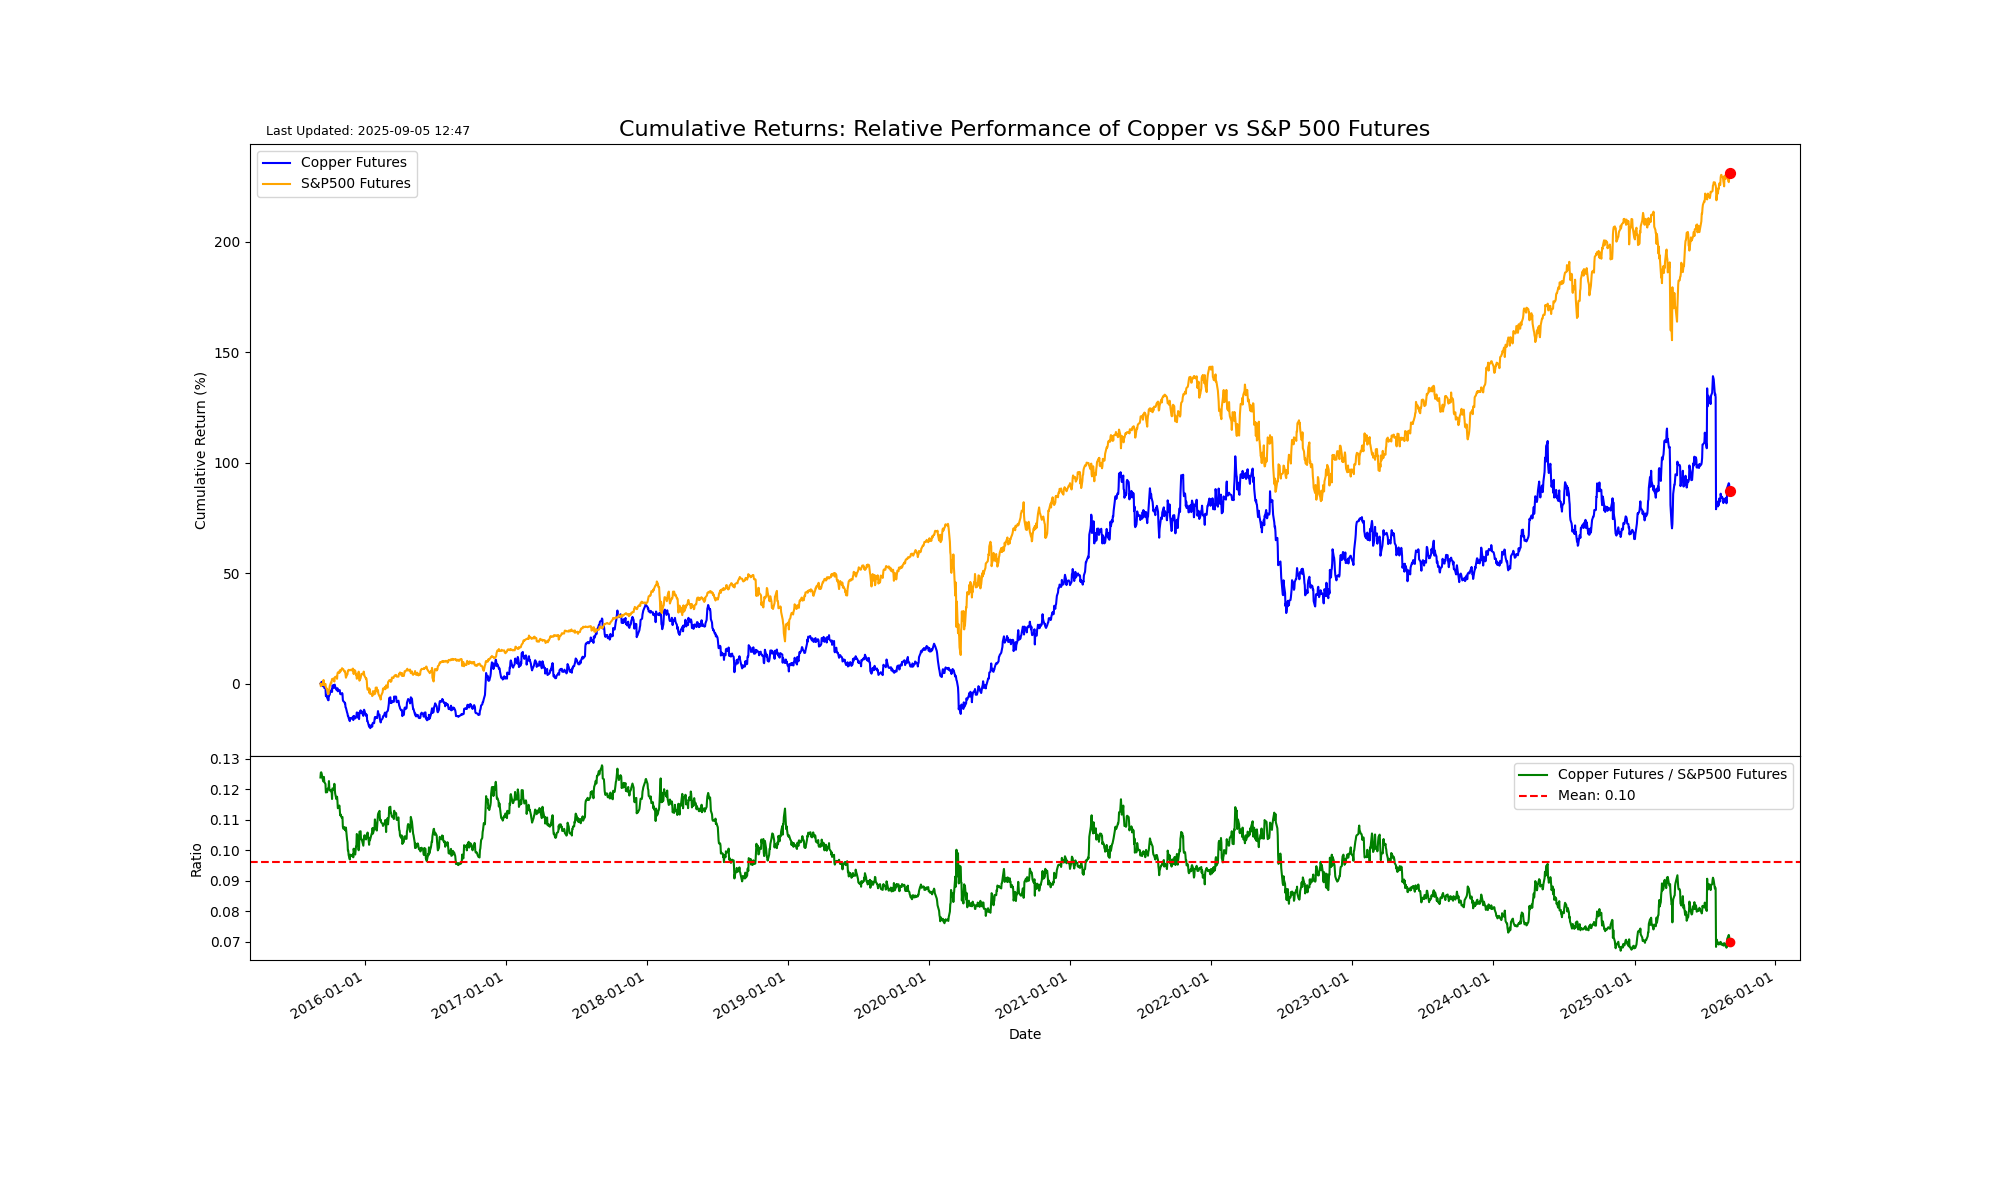 Last Updated: 2025-09-05 12:47
Cumulative Returns: Relative Performance of Copper vs S&P 500 Futures
Copper Futures
S&P500 Futures
Cumulative Return (%)
200
150
100
50
0
Copper Futures / S&P500 Futures
Mean: 0.10
Ratio
0.13
0.12
0.11
0.10
0.09
0.08
0.07
2016-01-01
2017-01-01
2018-01-01
2019-01-01
2020-01-01
2021-01-01
2022-01-01
2023-01-01
2024-01-01
2025-01-01
2026-01-01
Date